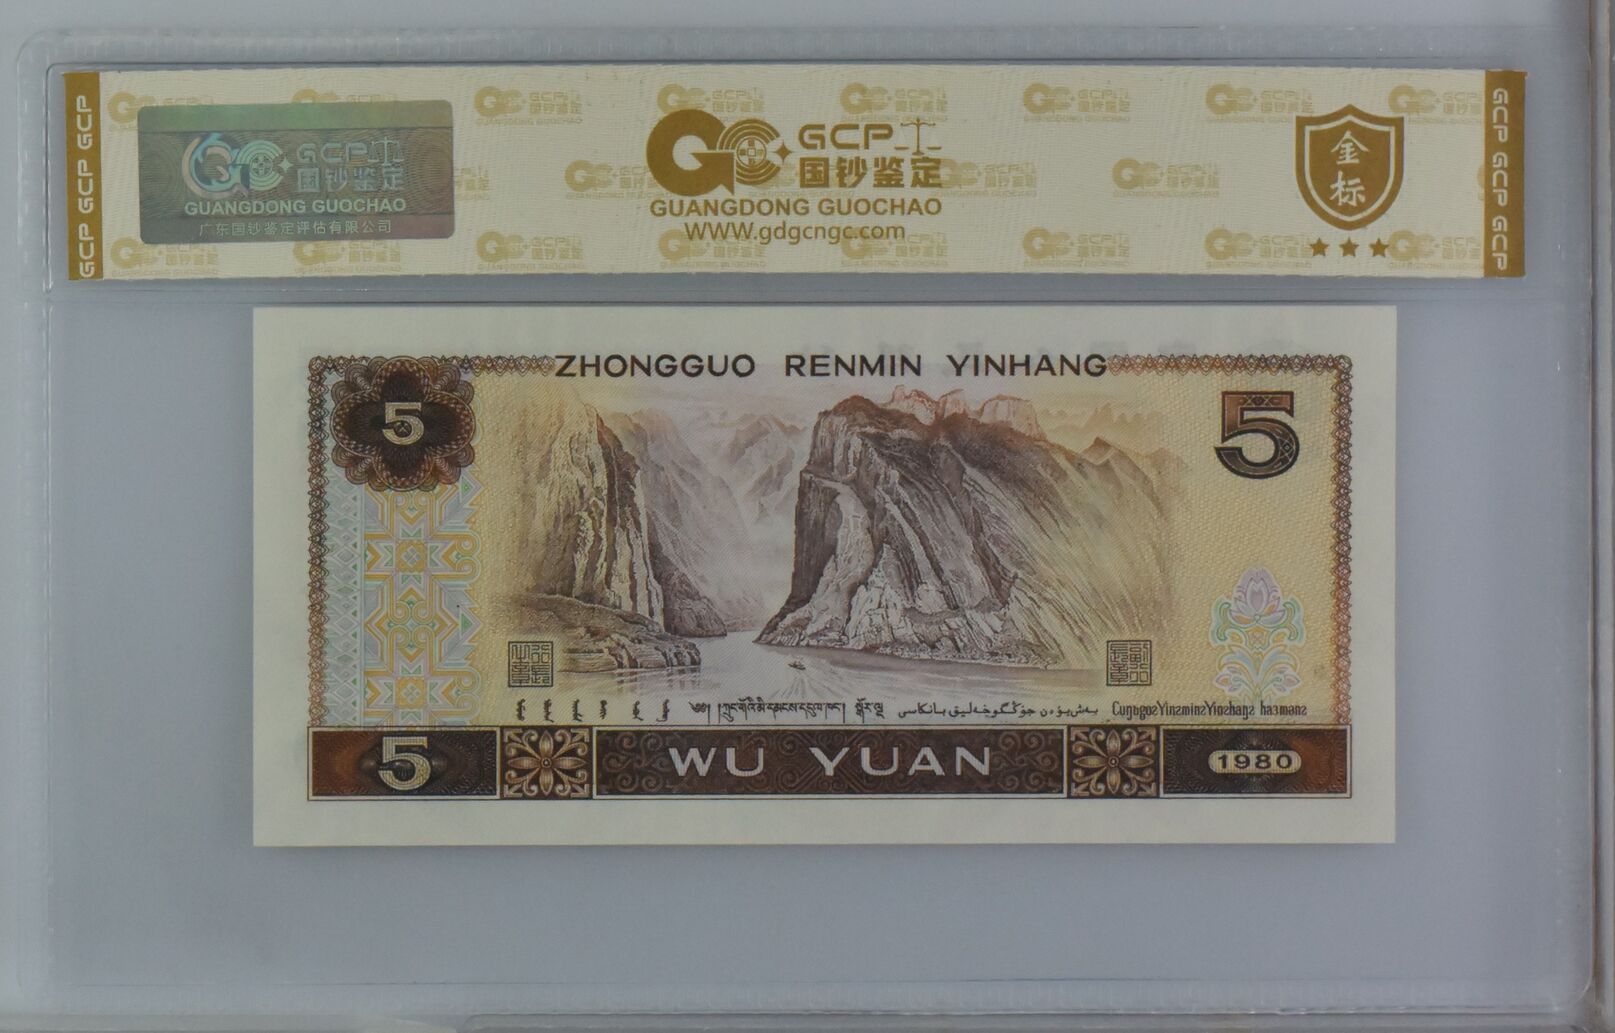 GCP GCP GCP
GCP 国钞鉴定
GUANGDONG GUOCHAO
广东国钞鉴定评估有限公司
GCP
国钞鉴定
GUANGDONG GUOCHAO
WWW.gdgcngc.com
金标
GCP GCP GCP
ZHONGGUO RENMIN YINHANG
5
5
5 WU YUAN 1980